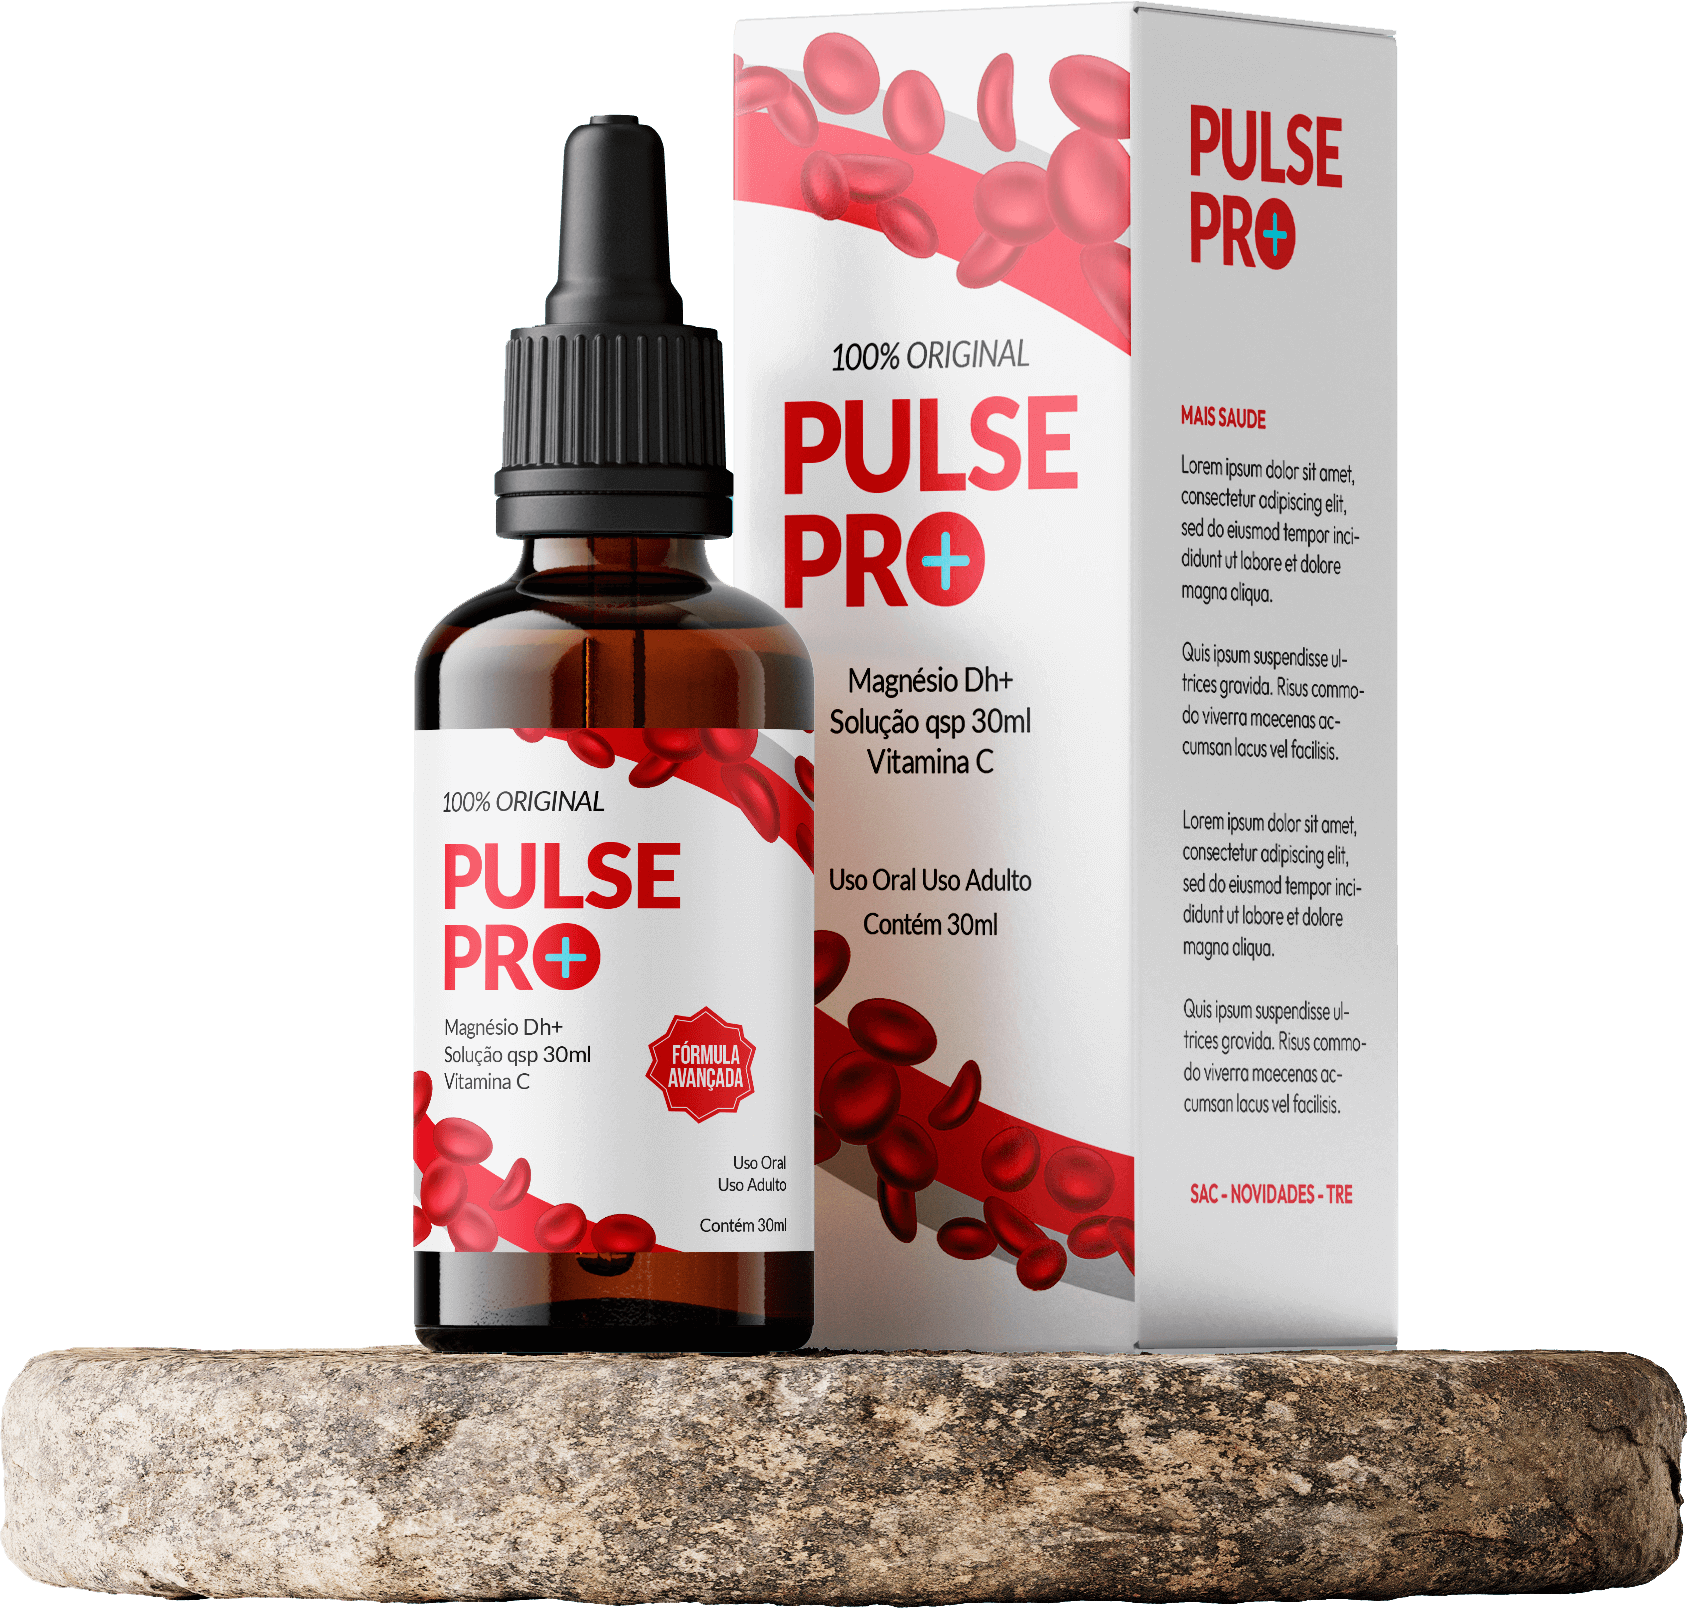 100% ORIGINAL
PULSE
PRO
Magnésio Dh+
Solução qsp 30ml
Vitamina C
FÓRMULA
AVANÇADA
Uso Oral
Uso Adulto
Contém 30ml
100% ORIGINAL
PULSE
PRO
Magnésio Dh+
Solução qsp 30ml
Vitamina C
Uso Oral Uso Adulto
Contém 30ml
PULSE
PRO
MAIS SAUDE
Lorem ipsum dolor sit amet,
consectetur adipiscing elit,
sed do eiusmod tempor inci-
didunt ut labore et dolore
magna aliqua.
Quis ipsum suspendisse ul-
trices gravida. Risus commo-
do viverra maecenas ac-
cumsan lacus vel facilisis.
Lorem ipsum dolor sit amet,
consectetur adipiscing elit,
sed do eiusmod tempor inci-
didunt ut labore et dolore
magna aliqua.
Quis ipsum suspendisse ul-
trices gravida. Risus commo-
do viverra maecenas ac-
cumsan lacus vel facilisis.
SAC - NOVIDADES - TRE